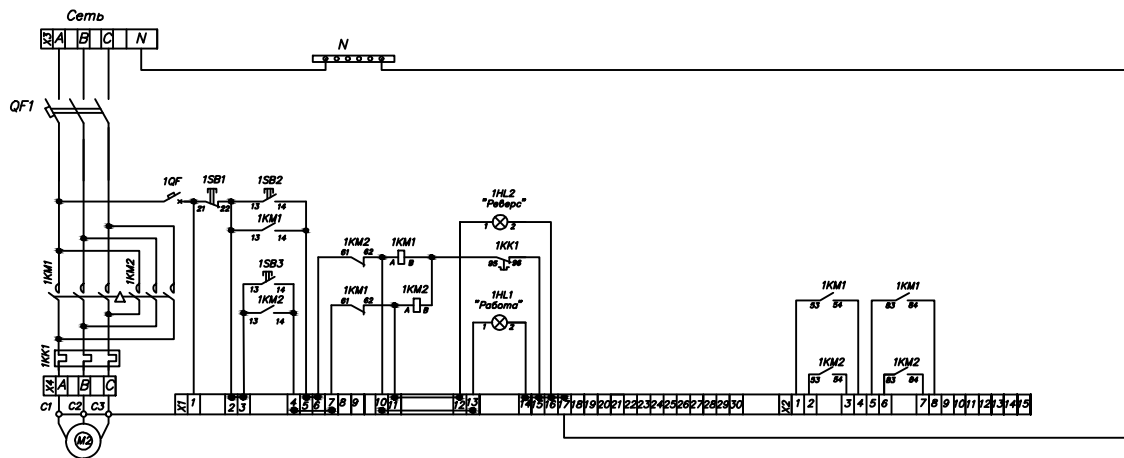 Сеть
X3 A B C N
N
QF1
1QF 1SB1 1SB2
21 22 13 14
1KM1
13 14
1SB3
1KM2
13 14
1HL2
"Реверс"
1 2
1KM2 1KM1 1KK1
61 62 A B 95 96
1KM1 1KM2
61 62 A B
1HL1
"Работа"
1 2
1KM1 1KM2
1KM1 1KM1
53 54 83 84
1KM2 1KM2
53 54 83 84
1KK1
X4 A B C
C1 C2 C3
X1 1 2 3 4 5 6 7 8 9 10 11 12 13 14 15 16 17 18 19 20 21 22 23 24 25 26 27 28 29 30
X2 1 2 3 4 5 6 7 8 9 10 11 12 13 14 15
M2